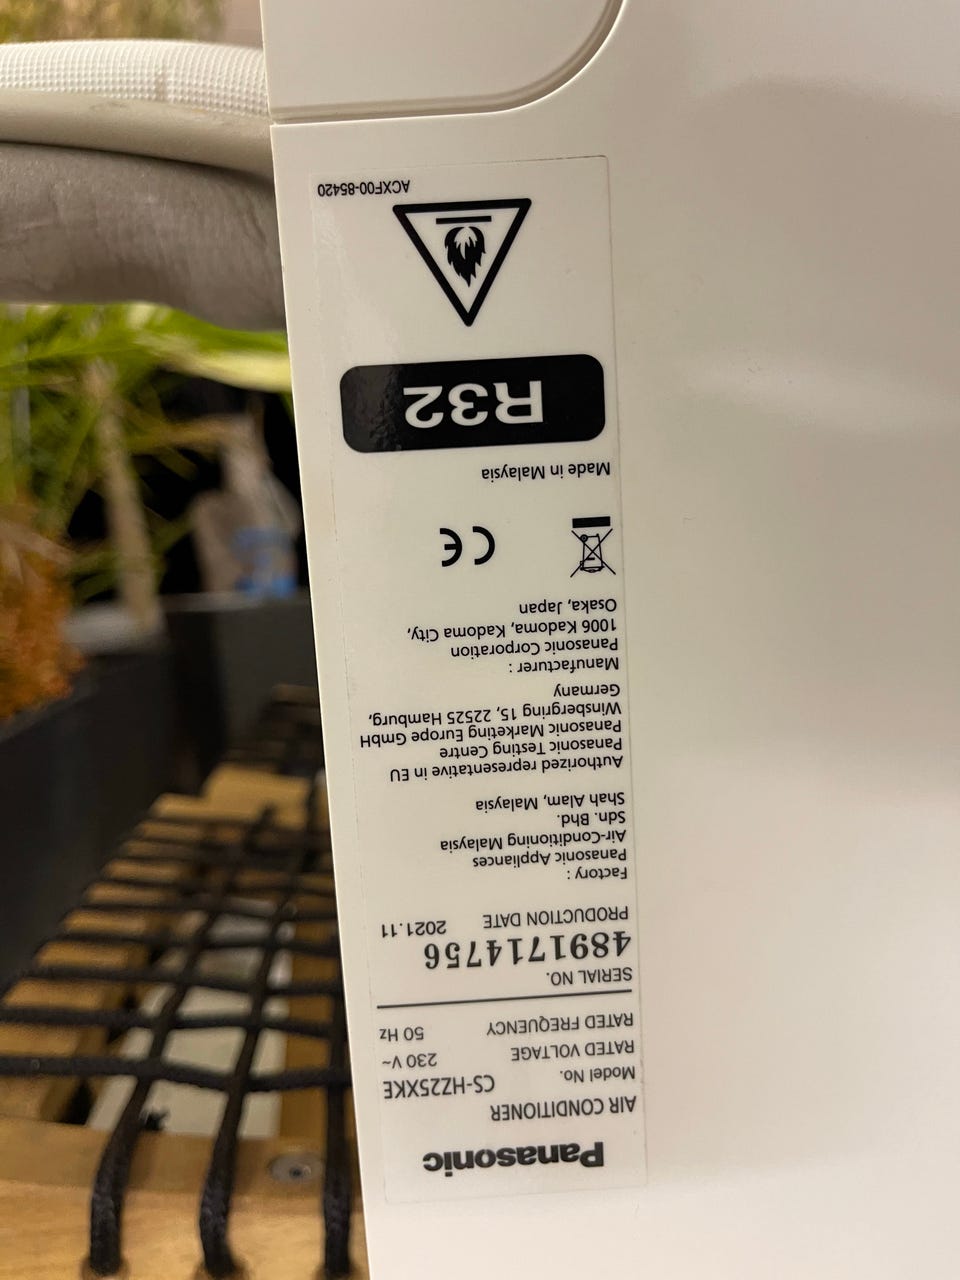 Panasonic
AIR CONDITIONER
Model No. CS-HZ25XKE
RATED VOLTAGE 230 V~
RATED FREQUENCY 50 Hz
SERIAL NO.
4891714756
PRODUCTION DATE 2021.11
Factory :
Panasonic Appliances
Air-Conditioning Malaysia
Sdn. Bhd.
Shah Alam, Malaysia
Authorized representative in EU
Panasonic Testing Centre
Panasonic Marketing Europe GmbH
Winsbergring 15, 22525 Hamburg,
Germany
Manufacturer :
Panasonic Corporation
1006 Kadoma, Kadoma City,
Osaka, Japan
CE
Made in Malaysia
R32
ACXF00-85420